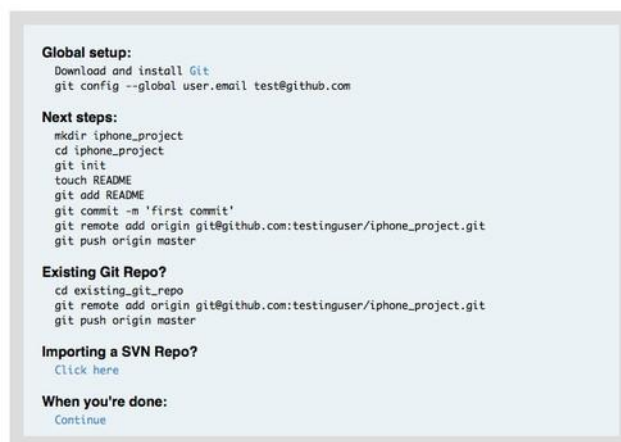 Global setup:
Download and install Git
git config --global user.email test@github.com
Next steps:
mkdir iphone_project
cd iphone_project
git init
touch README
git add README
git commit -m 'first commit'
git remote add origin git@github.com:testinguser/iphone_project.git
git push origin master
Existing Git Repo?
cd existing_git_repo
git remote add origin git@github.com:testinguser/iphone_project.git
git push origin master
Importing a SVN Repo?
Click here
When you're done:
Continue